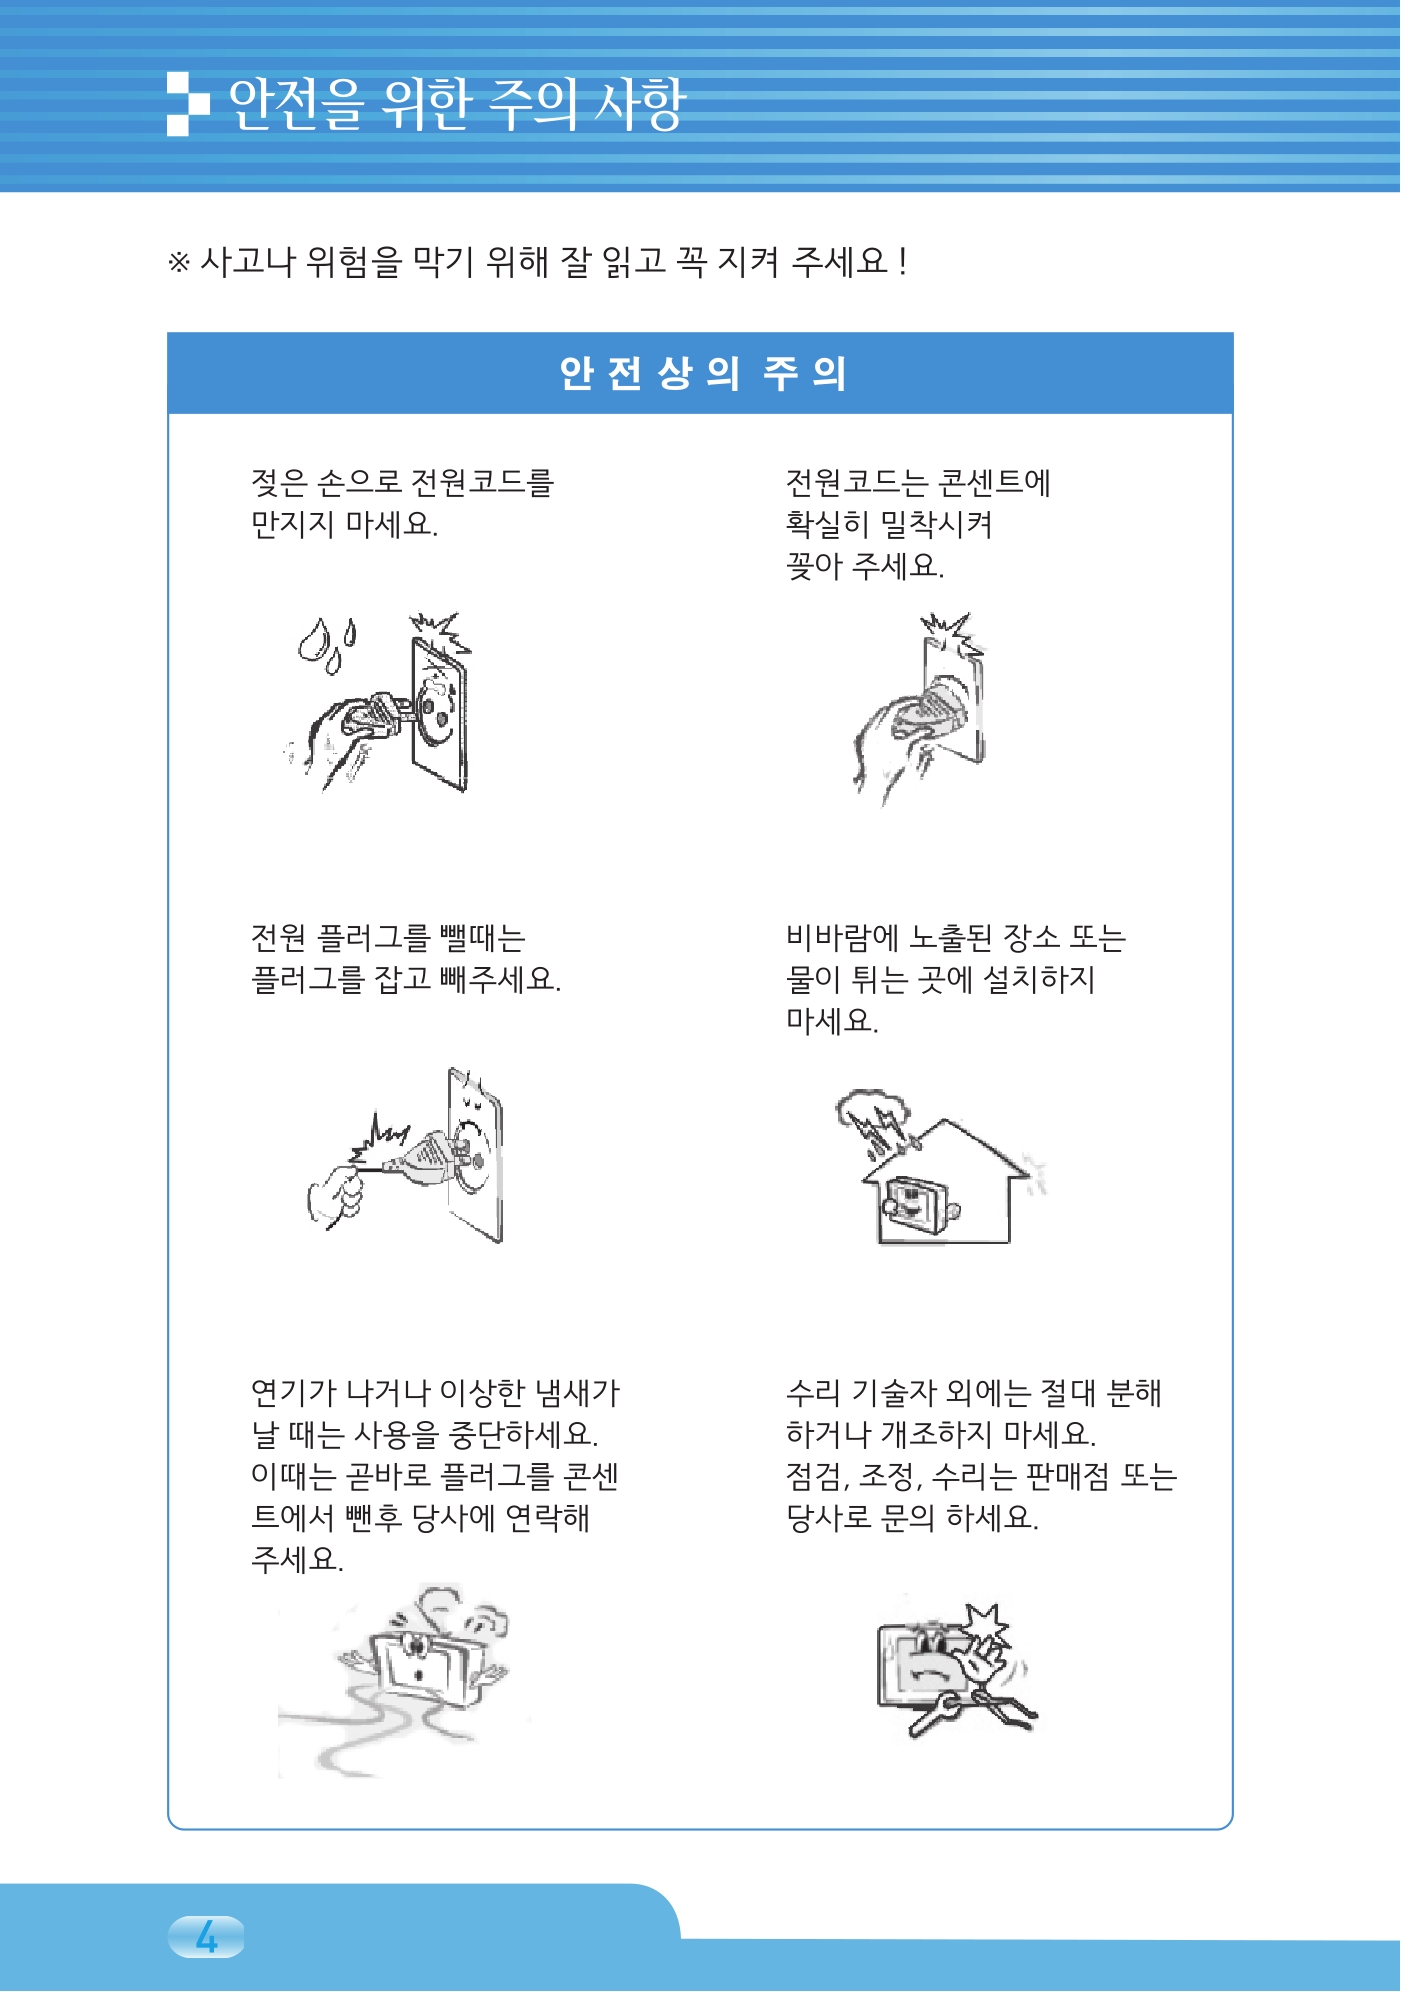 안전을 위한 주의 사항
※ 사고나 위험을 막기 위해 잘 읽고 꼭 지켜 주세요 !
안 전 상 의 주 의
젖은 손으로 전원코드를
만지지 마세요.
전원코드는 콘센트에
확실히 밀착시켜
꽂아 주세요.
전원 플러그를 뺄때는
플러그를 잡고 빼주세요.
비바람에 노출된 장소 또는
물이 튀는 곳에 설치하지
마세요.
연기가 나거나 이상한 냄새가
날 때는 사용을 중단하세요.
이때는 곧바로 플러그를 콘센
트에서 뺀후 당사에 연락해
주세요.
수리 기술자 외에는 절대 분해
하거나 개조하지 마세요.
점검, 조정, 수리는 판매점 또는
당사로 문의 하세요.
4